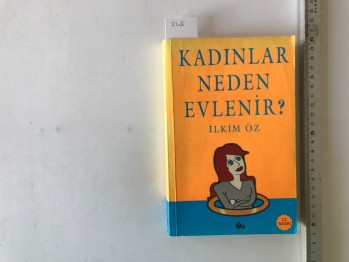 KADINLAR
NEDEN
EVLENİR?
İLKİM ÖZ